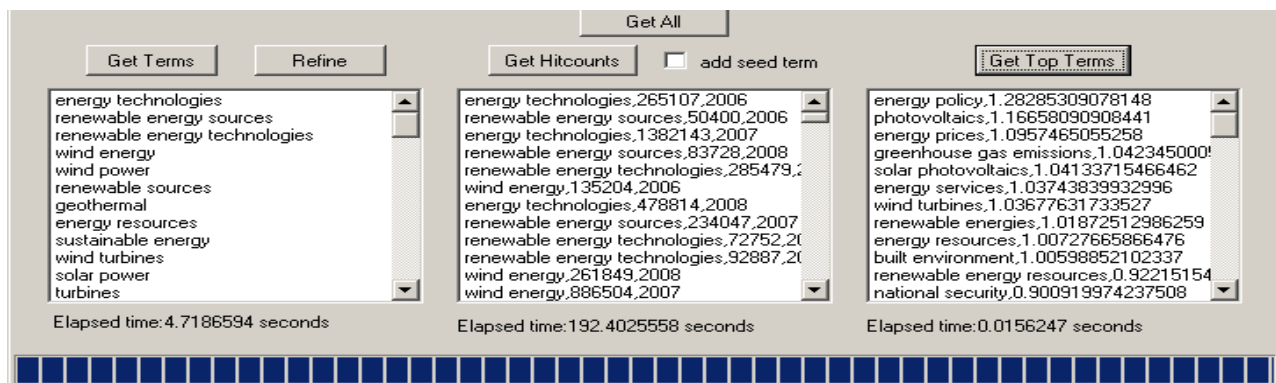 Get All
Get Terms
Refine
Get Hitcounts
add seed term
Get Top Terms
energy technologies
renewable energy sources
renewable energy technologies
wind energy
wind power
renewable sources
geothermal
energy resources
sustainable energy
wind turbines
solar power
turbines
Elapsed time:4.7186594 seconds
energy technologies,265107,2006
renewable energy sources,50400,2006
energy technologies,1382143,2007
renewable energy sources,83728,2008
renewable energy technologies,285479,2
wind energy,135204,2006
energy technologies,478814,2008
renewable energy sources,234047,2007
renewable energy technologies,72752,20
renewable energy technologies,92887,20
wind energy,261849,2008
wind energy,886504,2007
Elapsed time:192.4025558 seconds
energy policy,1.28285309078148
photovoltaics,1.16658090908441
energy prices,1.0957465055258
greenhouse gas emissions,1.0423450005
solar photovoltaics,1.04133715466462
energy services,1.03743839932996
wind turbines,1.03677631733527
renewable energies,1.01872512986259
energy resources,1.00727665866476
built environment,1.00598852102337
renewable energy resources,0.92215154
national security,0.900919974237508
Elapsed time:0.0156247 seconds